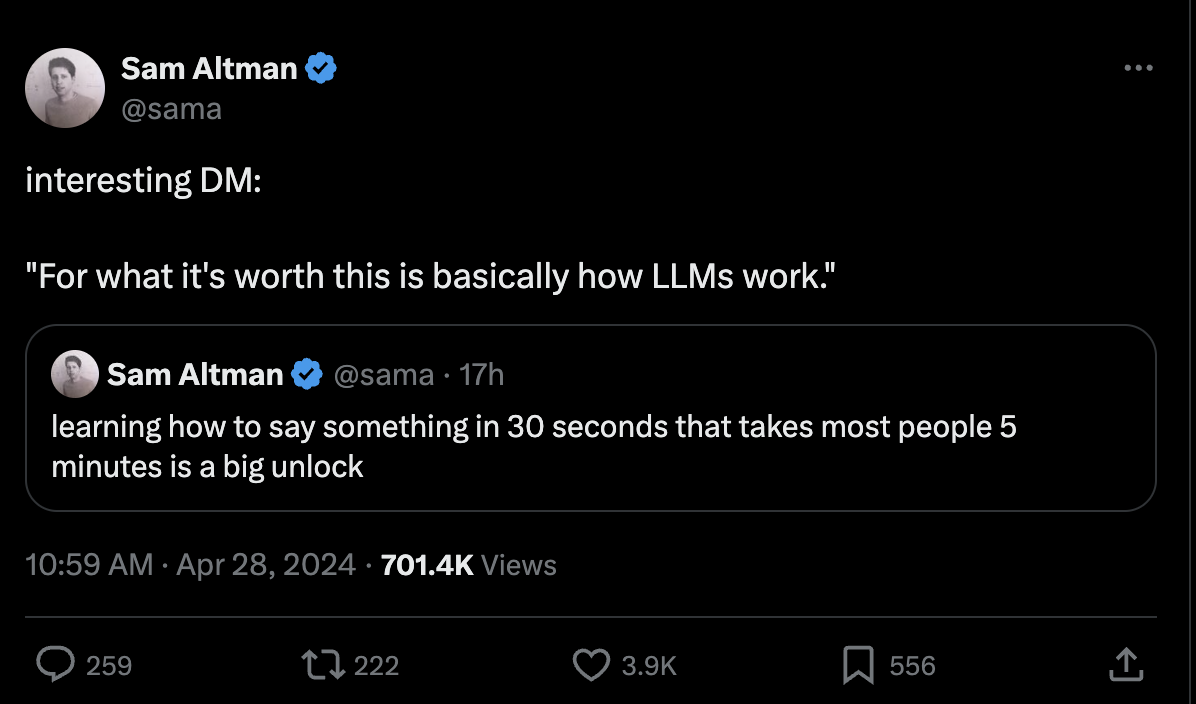 Sam Altman
@sama
interesting DM:
"For what it's worth this is basically how LLMs work."
Sam Altman @sama · 17h
learning how to say something in 30 seconds that takes most people 5
minutes is a big unlock
10:59 AM · Apr 28, 2024 · 701.4K Views
259 222 3.9K 556